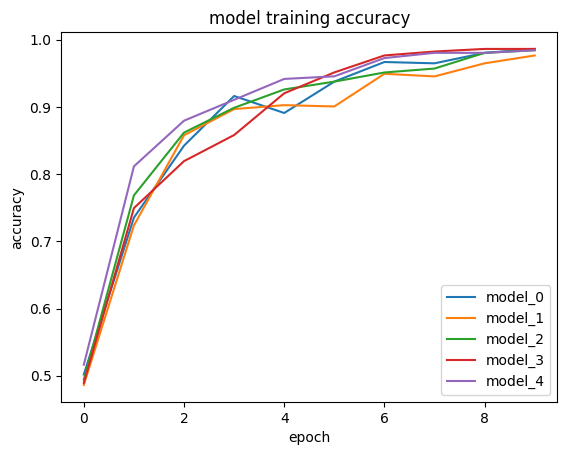 model training accuracy
1.0
0.9
0.8
0.7
0.6
0.5
accuracy
0
2
4
6
8
epoch
model_0
model_1
model_2
model_3
model_4